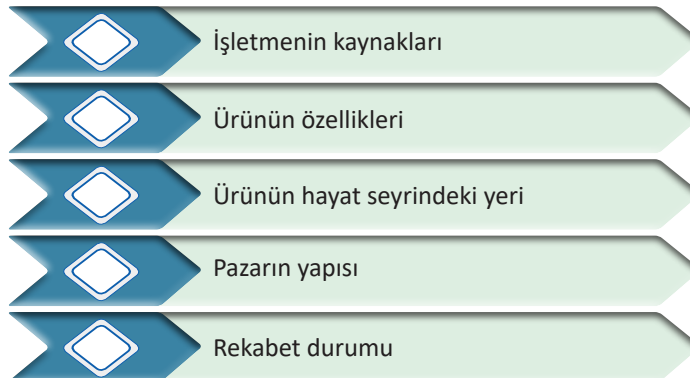 İşletmenin kaynakları
Ürünün özellikleri
Ürünün hayat seyrindeki yeri
Pazarın yapısı
Rekabet durumu